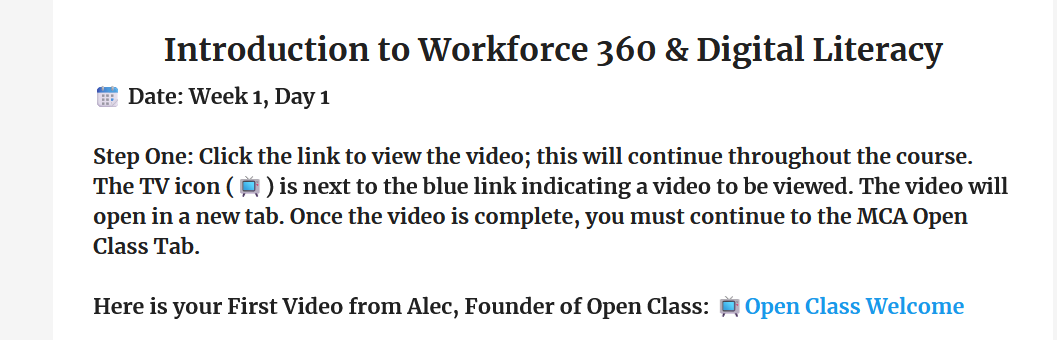 Introduction to Workforce 360 & Digital Literacy
📅 Date: Week 1, Day 1
Step One: Click the link to view the video; this will continue throughout the course.
The TV icon ( 📺 ) is next to the blue link indicating a video to be viewed. The video will
open in a new tab. Once the video is complete, you must continue to the MCA Open
Class Tab.
Here is your First Video from Alec, Founder of Open Class: 📺 Open Class Welcome